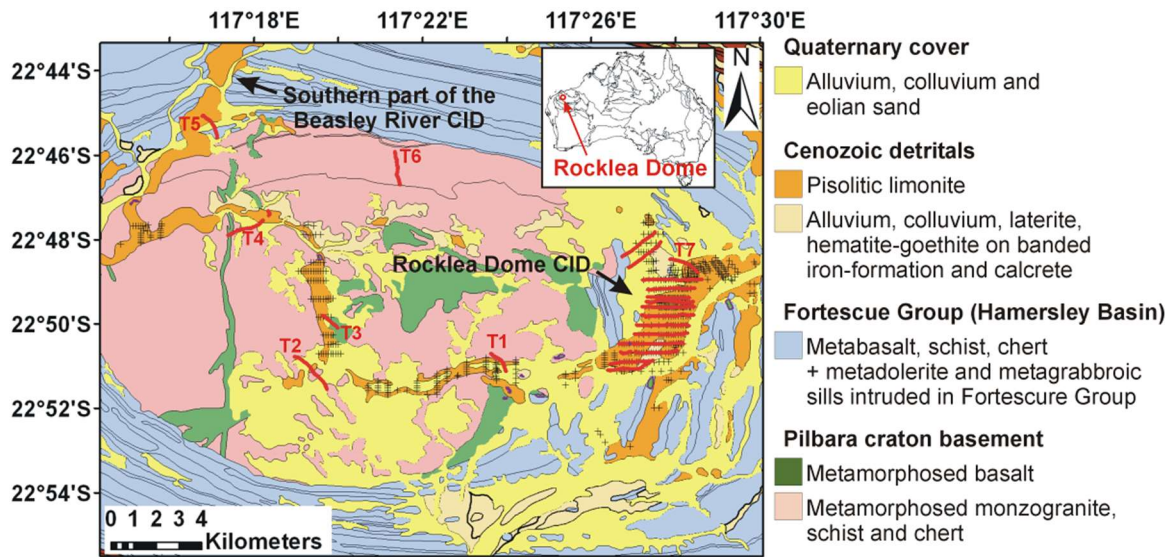 117°18'E 117°22'E 117°26'E 117°30'E
22°44'S
22°46'S
22°48'S
22°50'S
22°52'S
22°54'S
Southern part of the
Beasley River CID
T5
T6
T4
Rocklea Dome CID
T7
T3
T2
T1
Rocklea Dome
N
0 1 2 3 4
Kilometers
Quaternary cover
Alluvium, colluvium and
eolian sand
Cenozoic detritals
Pisolitic limonite
Alluvium, colluvium, laterite,
hematite-goethite on banded
iron-formation and calcrete
Fortescue Group (Hamersley Basin)
Metabasalt, schist, chert
+ metadolerite and metagrabbroic
sills intruded in Fortescure Group
Pilbara craton basement
Metamorphosed basalt
Metamorphosed monzogranite,
schist and chert